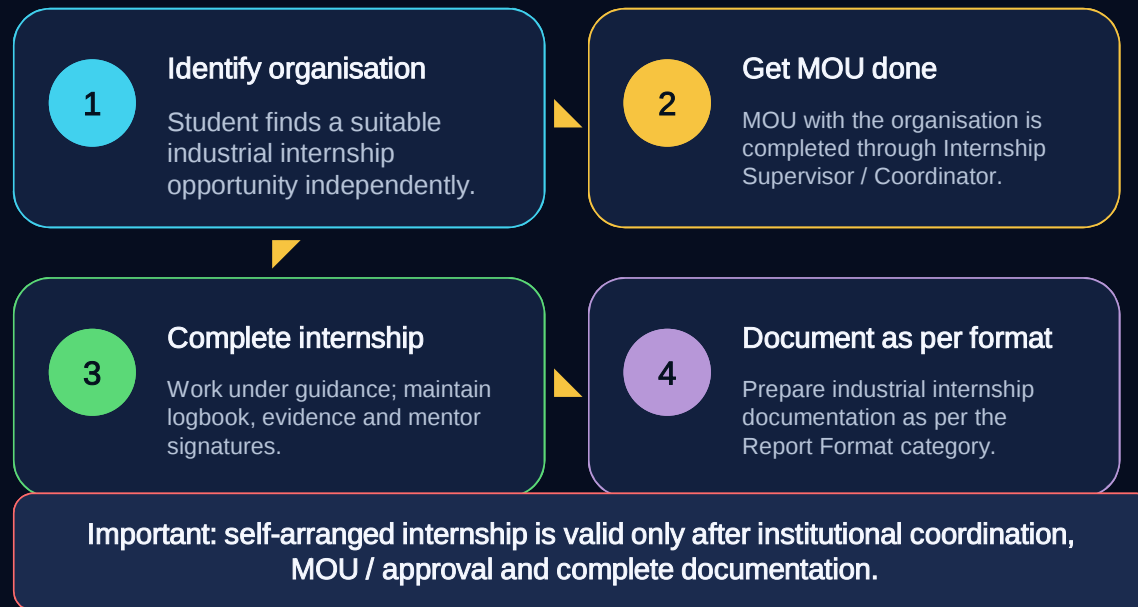 1
Identify organisation
Student finds a suitable
industrial internship
opportunity independently.
2
Get MOU done
MOU with the organisation is
completed through Internship
Supervisor / Coordinator.
3
Complete internship
Work under guidance; maintain
logbook, evidence and mentor
signatures.
4
Document as per format
Prepare industrial internship
documentation as per the
Report Format category.
Important: self-arranged internship is valid only after institutional coordination,
MOU / approval and complete documentation.